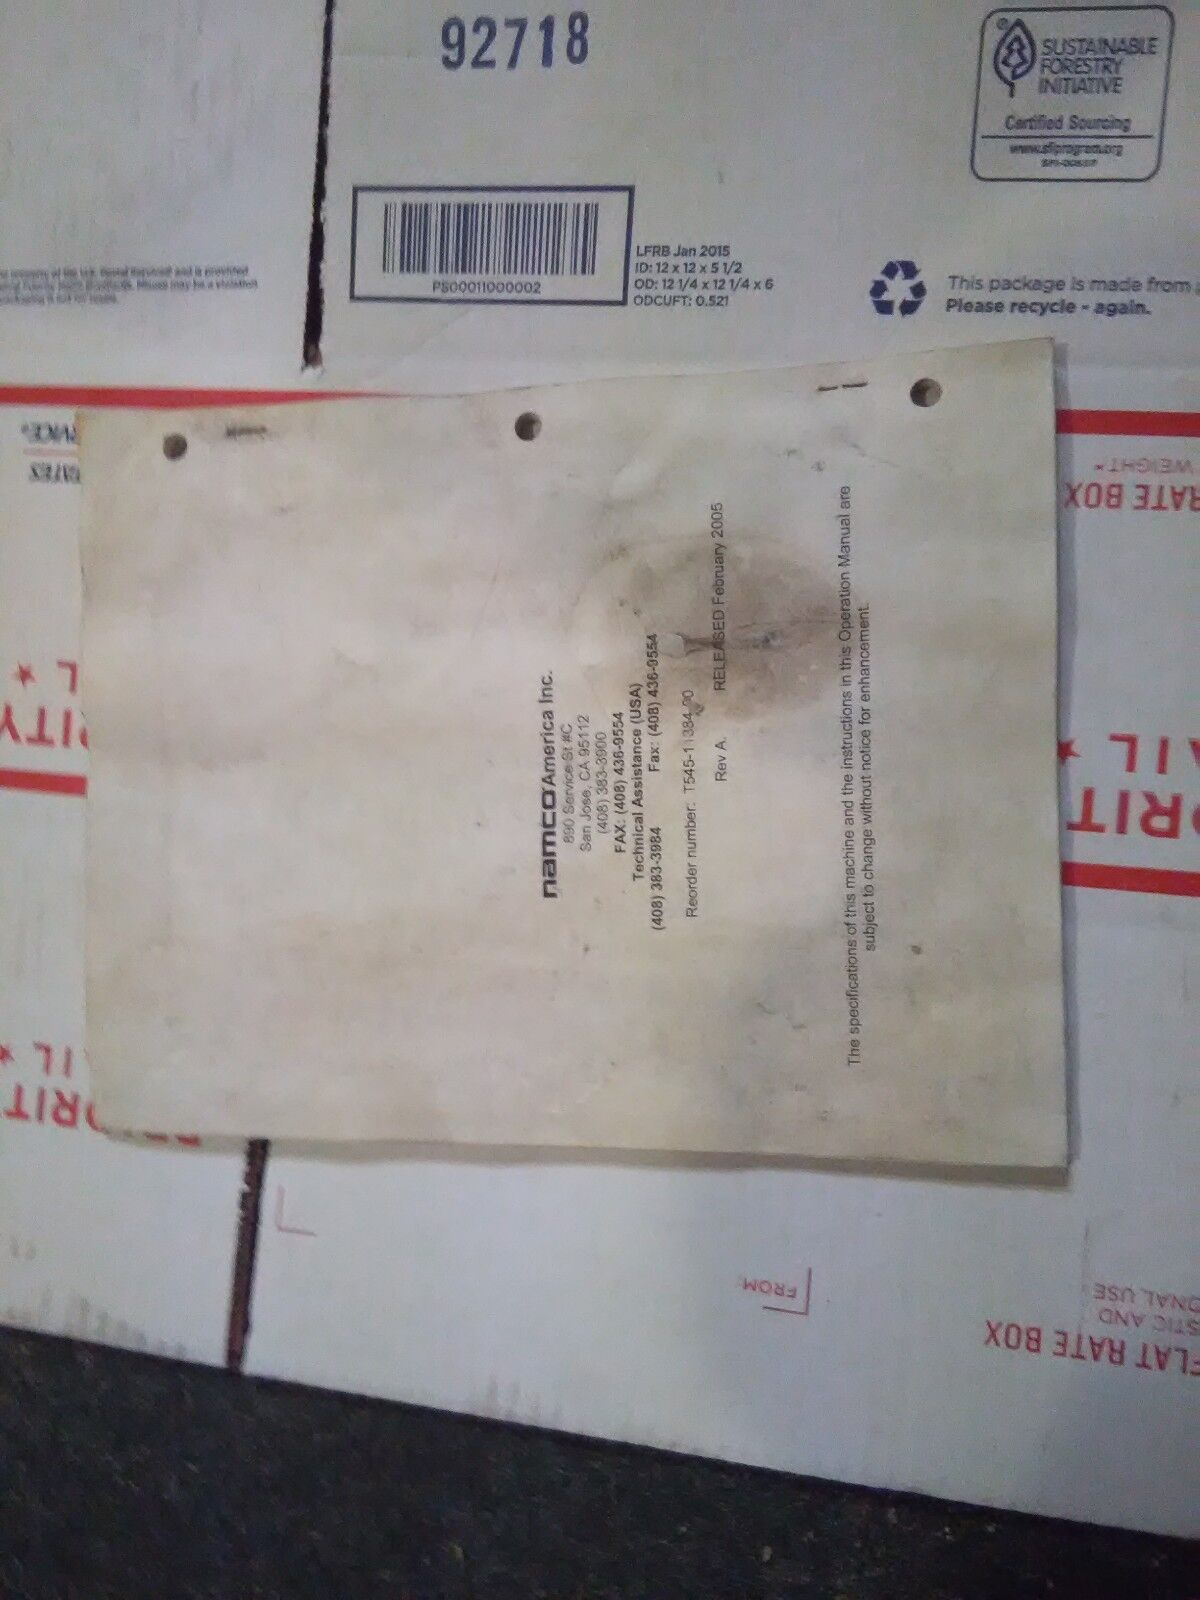 92718
SUSTAINABLE
FORESTRY
INITIATIVE
Certified Sourcing
www.sfiprogram.org
PS00011000002
LFRB Jan 2015
ID: 12 x 12 x 5 1/2
OD: 12 1/4 x 12 1/4 x 6
ODCUFT: 0.521
This package is made from
Please recycle - again.
namco America Inc.
890 Service St #C
San Jose, CA 95112
(408) 383-3900
FAX: (408) 436-9554
Technical Assistance (USA)
(408) 383-3984 Fax: (408) 436-9554
Reorder number: T545-11384-00
Rev A. RELEASED February 2005
The specifications of this machine and the instructions in this Operation Manual are
subject to change without notice for enhancement.
WEIGHT™
RATE BOX
FROM:
FLAT RATE BOX